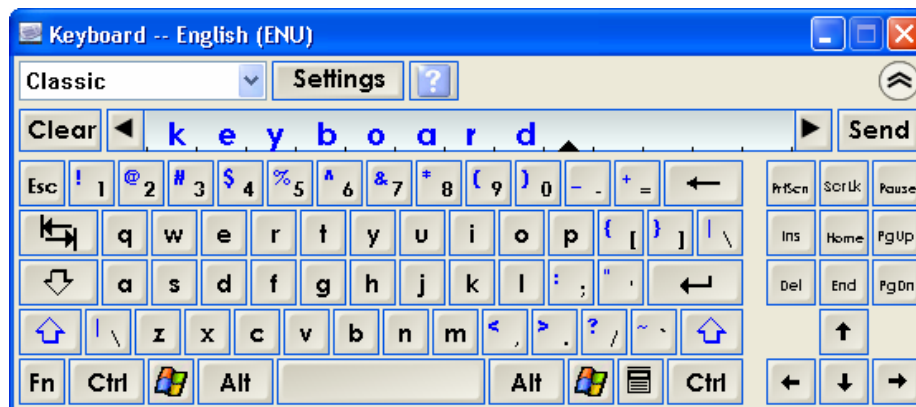 Keyboard -- English (ENU)
Classic Settings ?
Clear k e y b o a r d Send
Esc ! 1 @ 2 # 3 $ 4 % 5 ^ 6 & 7 * 8 ( 9 ) 0 _ - + = PrtScn ScrLk Pause
q w e r t y u i o p { [ } ] | \ Ins Home PgUp
a s d f g h j k l : ; " ' Del End PgDn
| \ z x c v b n m < , > . ? / ~ `
Fn Ctrl Alt Alt Ctrl